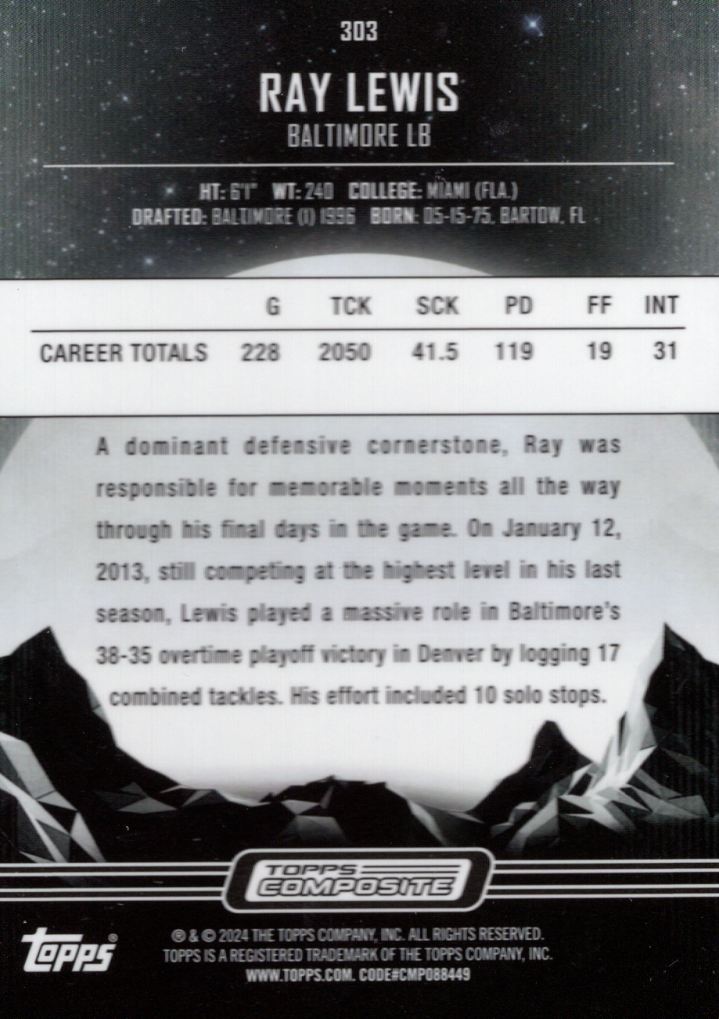 303
RAY LEWIS
BALTIMORE LB
HT: 6'1" WT: 240 COLLEGE: MIAMI (FLA.)
DRAFTED: BALTIMORE (1) 1996 BORN: 05-15-75, BARTOW, FL
G TCK SCK PD FF INT
CAREER TOTALS 228 2050 41.5 119 19 31
A dominant defensive cornerstone, Ray was
responsible for memorable moments all the way
through his final days in the game. On January 12,
2013, still competing at the highest level in his last
season, Lewis played a massive role in Baltimore's
38-35 overtime playoff victory in Denver by logging 17
combined tackles. His effort included 10 solo stops.
TOPPS
COMPOSITE
topps®
® & © 2024 THE TOPPS COMPANY, INC. ALL RIGHTS RESERVED.
TOPPS IS A REGISTERED TRADEMARK OF THE TOPPS COMPANY, INC.
WWW.TOPPS.COM. CODE#CMP088449